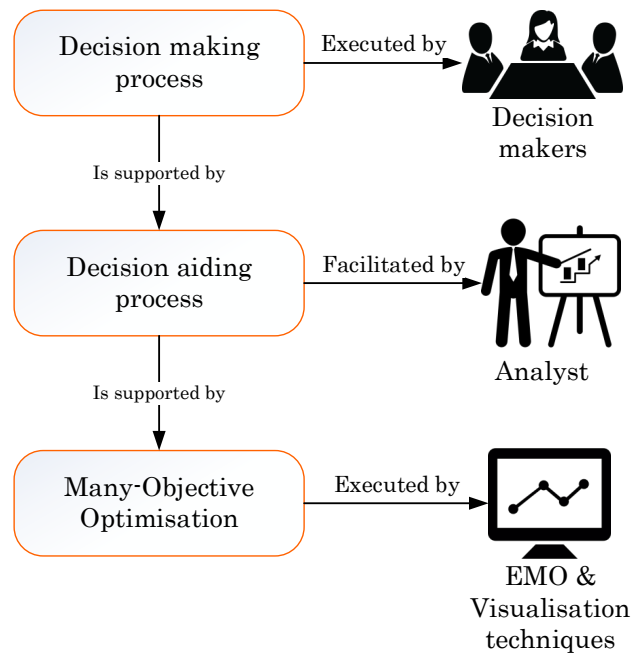 Decision making
process
Executed by
Decision
makers
Is supported by
Decision aiding
process
Facilitated by
Analyst
Is supported by
Many-Objective
Optimisation
Executed by
EMO &
Visualisation
techniques